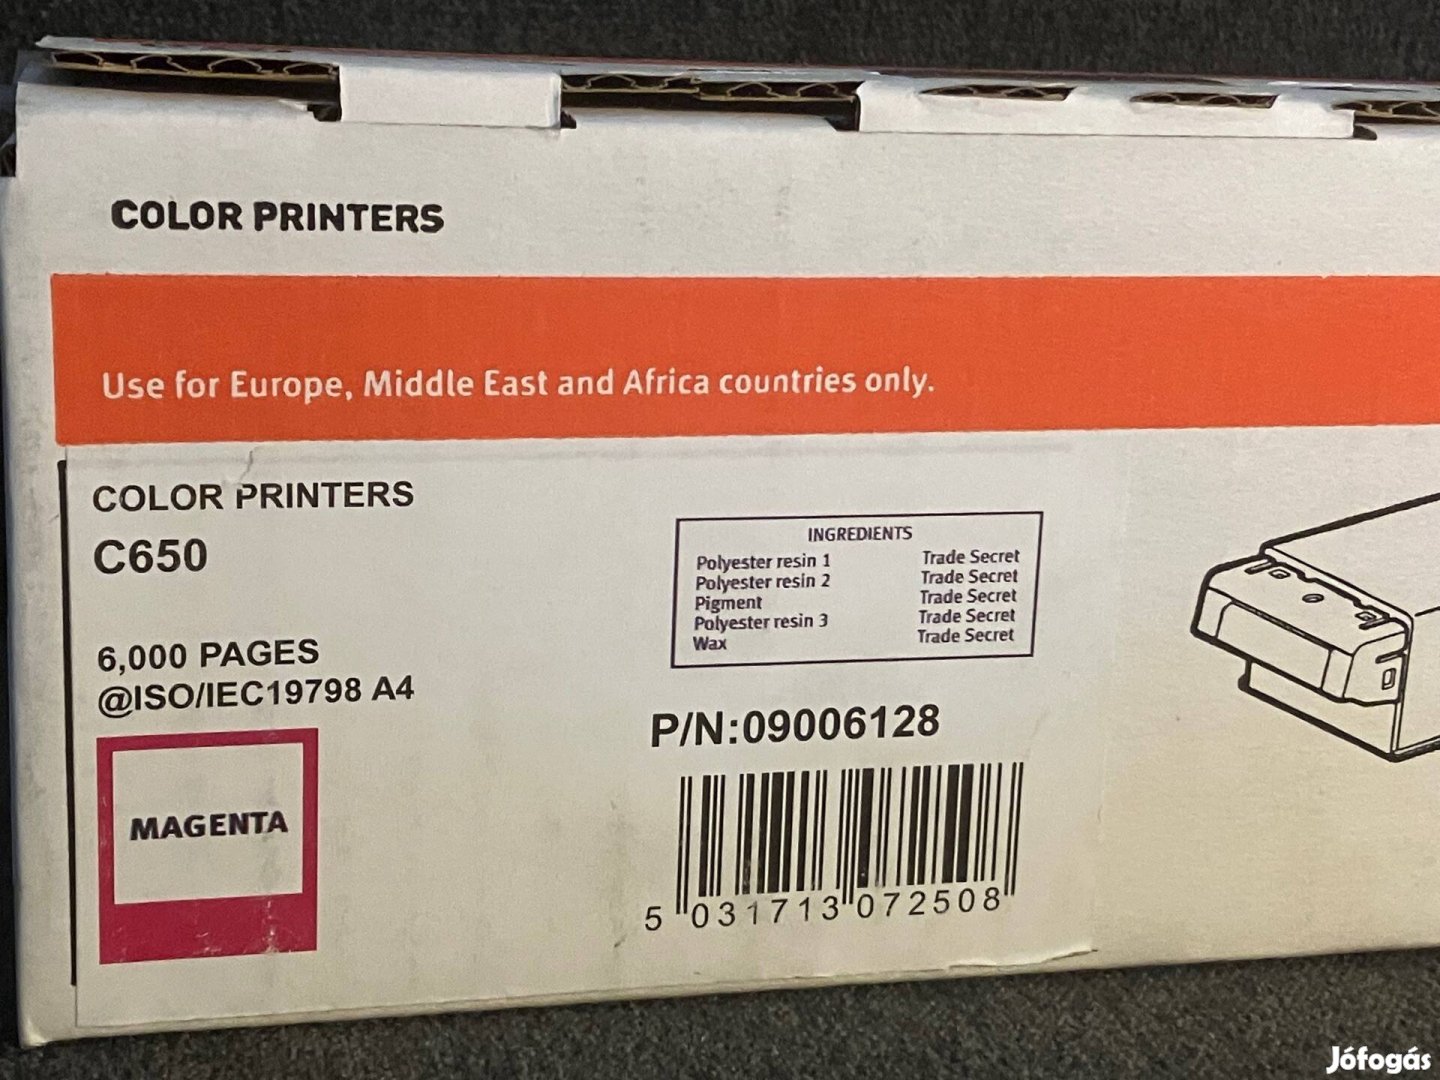 COLOR PRINTERS
Use for Europe, Middle East and Africa countries only.
COLOR PRINTERS
C650
6,000 PAGES
@ISO/IEC19798 A4
MAGENTA
INGREDIENTS
Polyester resin 1 Trade Secret
Polyester resin 2 Trade Secret
Pigment Trade Secret
Polyester resin 3 Trade Secret
Wax Trade Secret
P/N:09006128
5 031713 072508
Jófogás